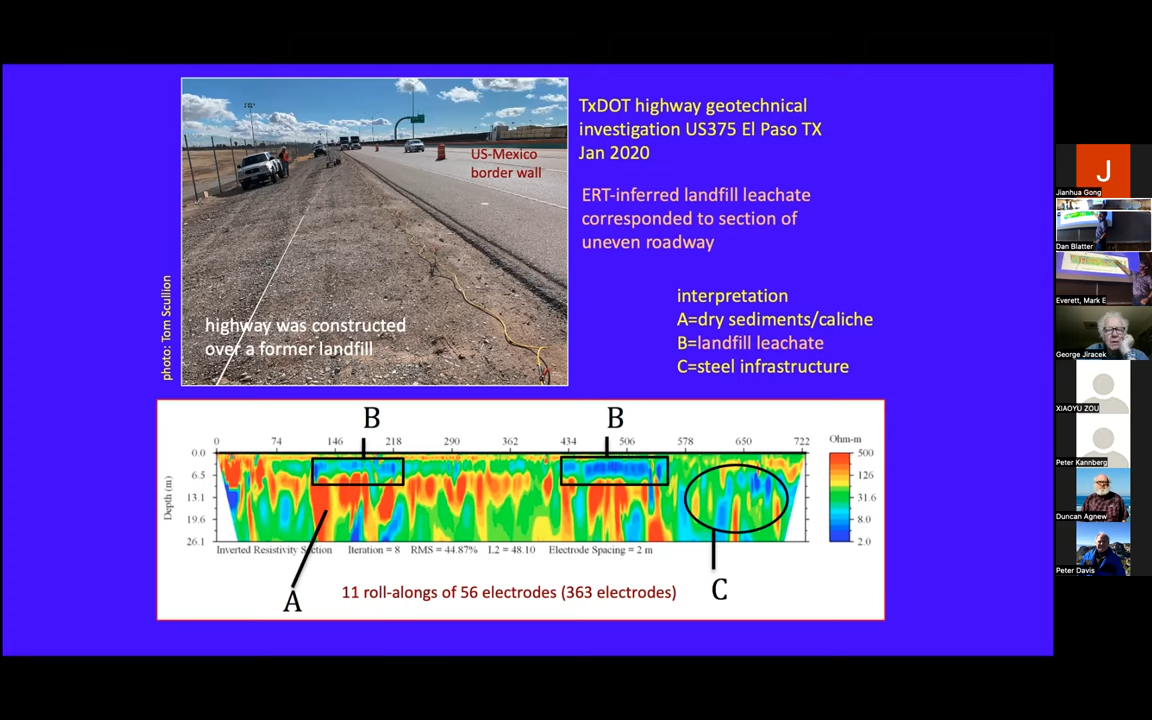 TxDOT highway geotechnical
investigation US375 El Paso TX
Jan 2020
US-Mexico
border wall
ERT-inferred landfill leachate
corresponded to section of
uneven roadway
photo: Tom Scullion
highway was constructed
over a former landfill
interpretation
A=dry sediments/caliche
B=landfill leachate
C=steel infrastructure
B
B
0 74 146 218 290 362 434 506 578 650 722
Ohm-m
Depth (m)
0.0
6.5
13.1
19.6
26.1
500
126
31.6
8.0
2.0
Inverted Resistivity Section Iteration = 8 RMS = 44.87% L2 = 48.10 Electrode Spacing = 2 m
A
11 roll-alongs of 56 electrodes (363 electrodes)
C
J
Jianhua Gong
Dan Blatter
Everett, Mark E
George Jiracek
XIAOYU ZOU
Peter Kannberg
Duncan Agnew
Peter Davis